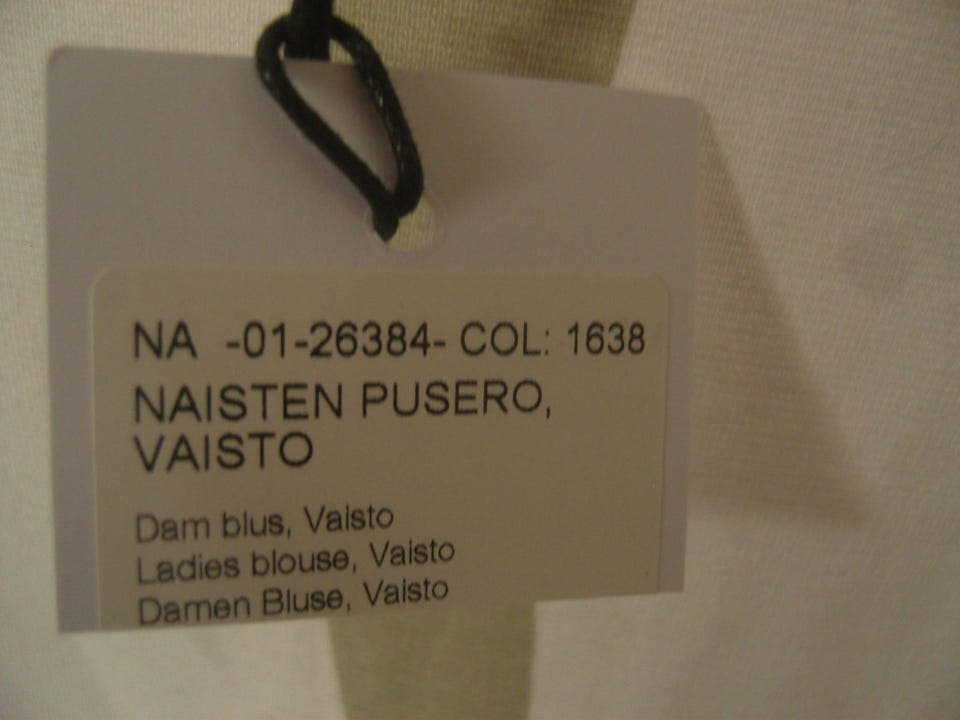 NA -01-26384- COL: 1638
NAISTEN PUSERO,
VAISTO
Dam blus, Vaisto
Ladies blouse, Vaisto
Damen Bluse, Vaisto